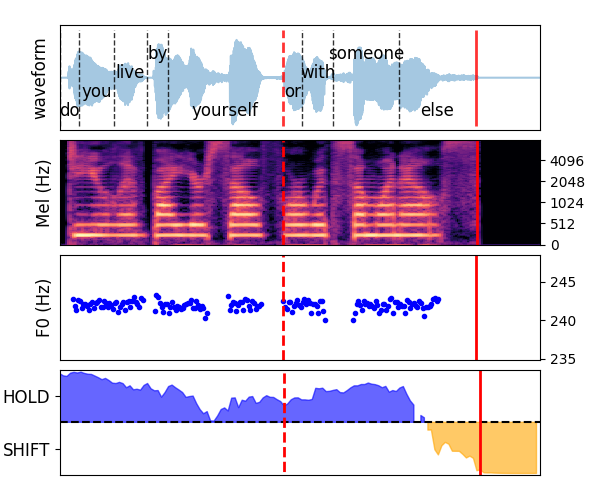 waveform
do
you
live
by
yourself
or
with
someone
else
Mel (Hz)
4096
2048
1024
512
0
F0 (Hz)
245
240
235
HOLD
SHIFT